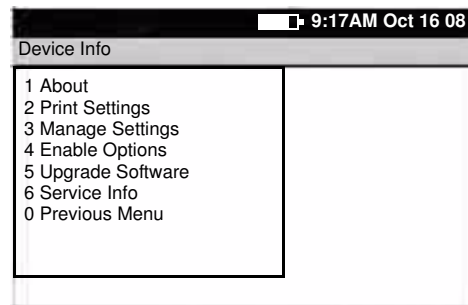 9:17AM Oct 16 08
Device Info
1 About
2 Print Settings
3 Manage Settings
4 Enable Options
5 Upgrade Software
6 Service Info
0 Previous Menu